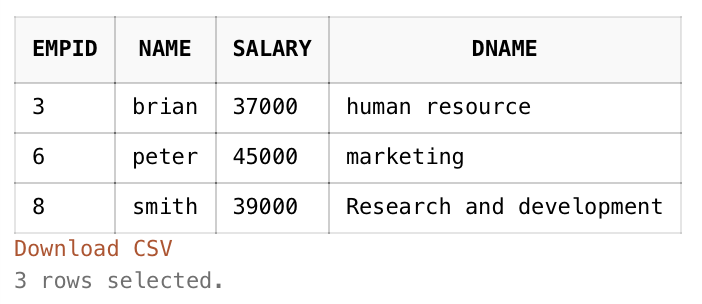 EMPID NAME SALARY DNAME
3 brian 37000 human resource
6 peter 45000 marketing
8 smith 39000 Research and development
Download CSV
3 rows selected.